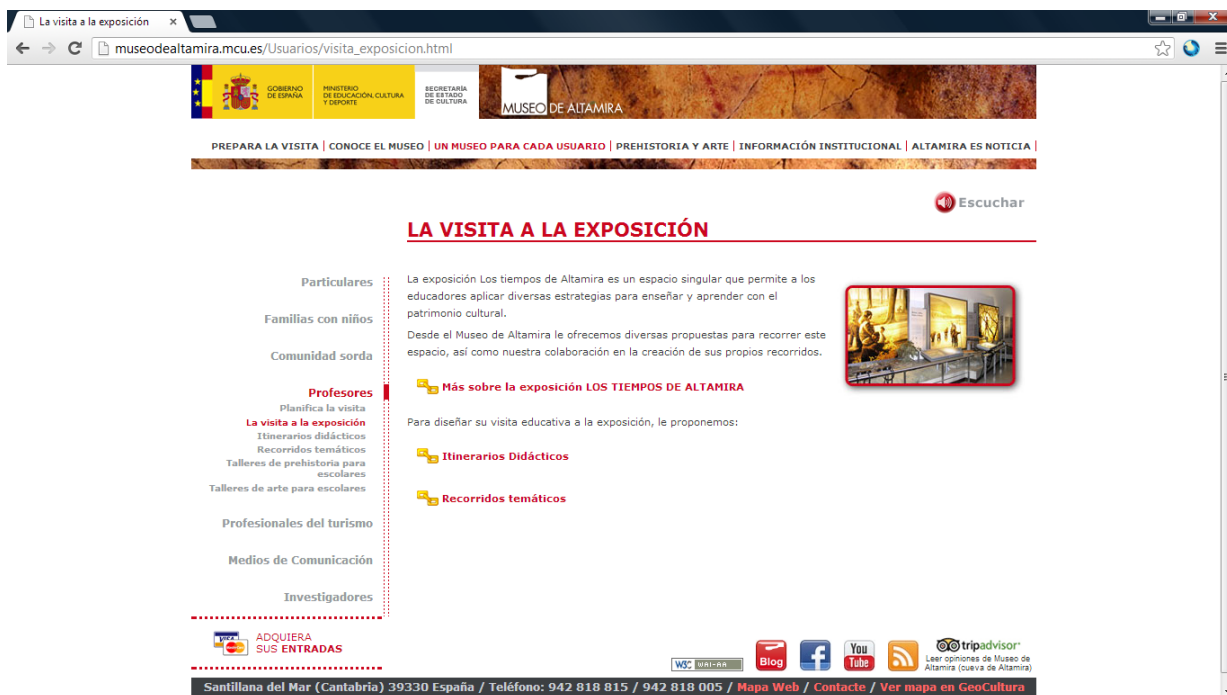 La visita a la exposición
museodealtamira.mcu.es/Usuarios/visita_exposicion.html
GOBIERNO
DE ESPAÑA
MINISTERIO
DE EDUCACIÓN, CULTURA
Y DEPORTE
SECRETARÍA
DE ESTADO
DE CULTURA
MUSEO DE ALTAMIRA
PREPARA LA VISITA | CONOCE EL MUSEO | UN MUSEO PARA CADA USUARIO | PREHISTORIA Y ARTE | INFORMACIÓN INSTITUCIONAL | ALTAMIRA ES NOTICIA |
Escuchar
LA VISITA A LA EXPOSICIÓN
Particulares
Familias con niños
Comunidad sorda
Profesores
Planifica la visita
La visita a la exposición
Itinerarios didácticos
Recorridos temáticos
Talleres de prehistoria para
escolares
Talleres de arte para escolares
Profesionales del turismo
Medios de Comunicación
Investigadores
La exposición Los tiempos de Altamira es un espacio singular que permite a los
educadores aplicar diversas estrategias para enseñar y aprender con el
patrimonio cultural.
Desde el Museo de Altamira le ofrecemos diversas propuestas para recorrer este
espacio, así como nuestra colaboración en la creación de sus propios recorridos.
Más sobre la exposición LOS TIEMPOS DE ALTAMIRA
Para diseñar su visita educativa a la exposición, le proponemos:
Itinerarios Didácticos
Recorridos temáticos
VISA
MasterCard
ADQUIERA
SUS ENTRADAS
W3C WAI-AA
Blog
f
You
Tube
tripadvisor
Leer opiniones de Museo de
Altamira (cueva de Altamira)
Santillana del Mar (Cantabria) 39330 España / Teléfono: 942 818 815 / 942 818 005 / Mapa Web / Contacte / Ver mapa en GeoCultura